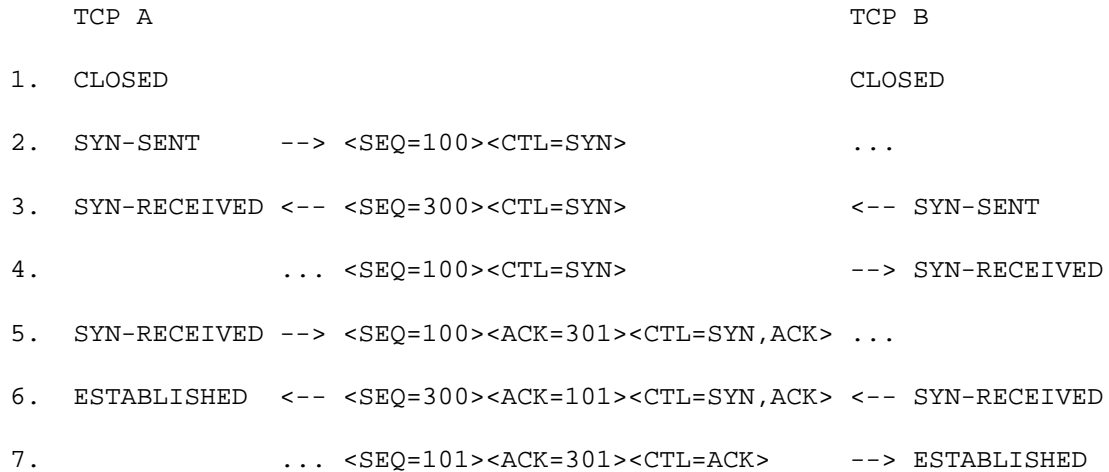 TCP A TCP B
1. CLOSED CLOSED
2. SYN-SENT --> <SEQ=100><CTL=SYN> ...
3. SYN-RECEIVED <-- <SEQ=300><CTL=SYN> <-- SYN-SENT
4. ... <SEQ=100><CTL=SYN> --> SYN-RECEIVED
5. SYN-RECEIVED --> <SEQ=100><ACK=301><CTL=SYN,ACK> ...
6. ESTABLISHED <-- <SEQ=300><ACK=101><CTL=SYN,ACK> <-- SYN-RECEIVED
7. ... <SEQ=101><ACK=301><CTL=ACK> --> ESTABLISHED